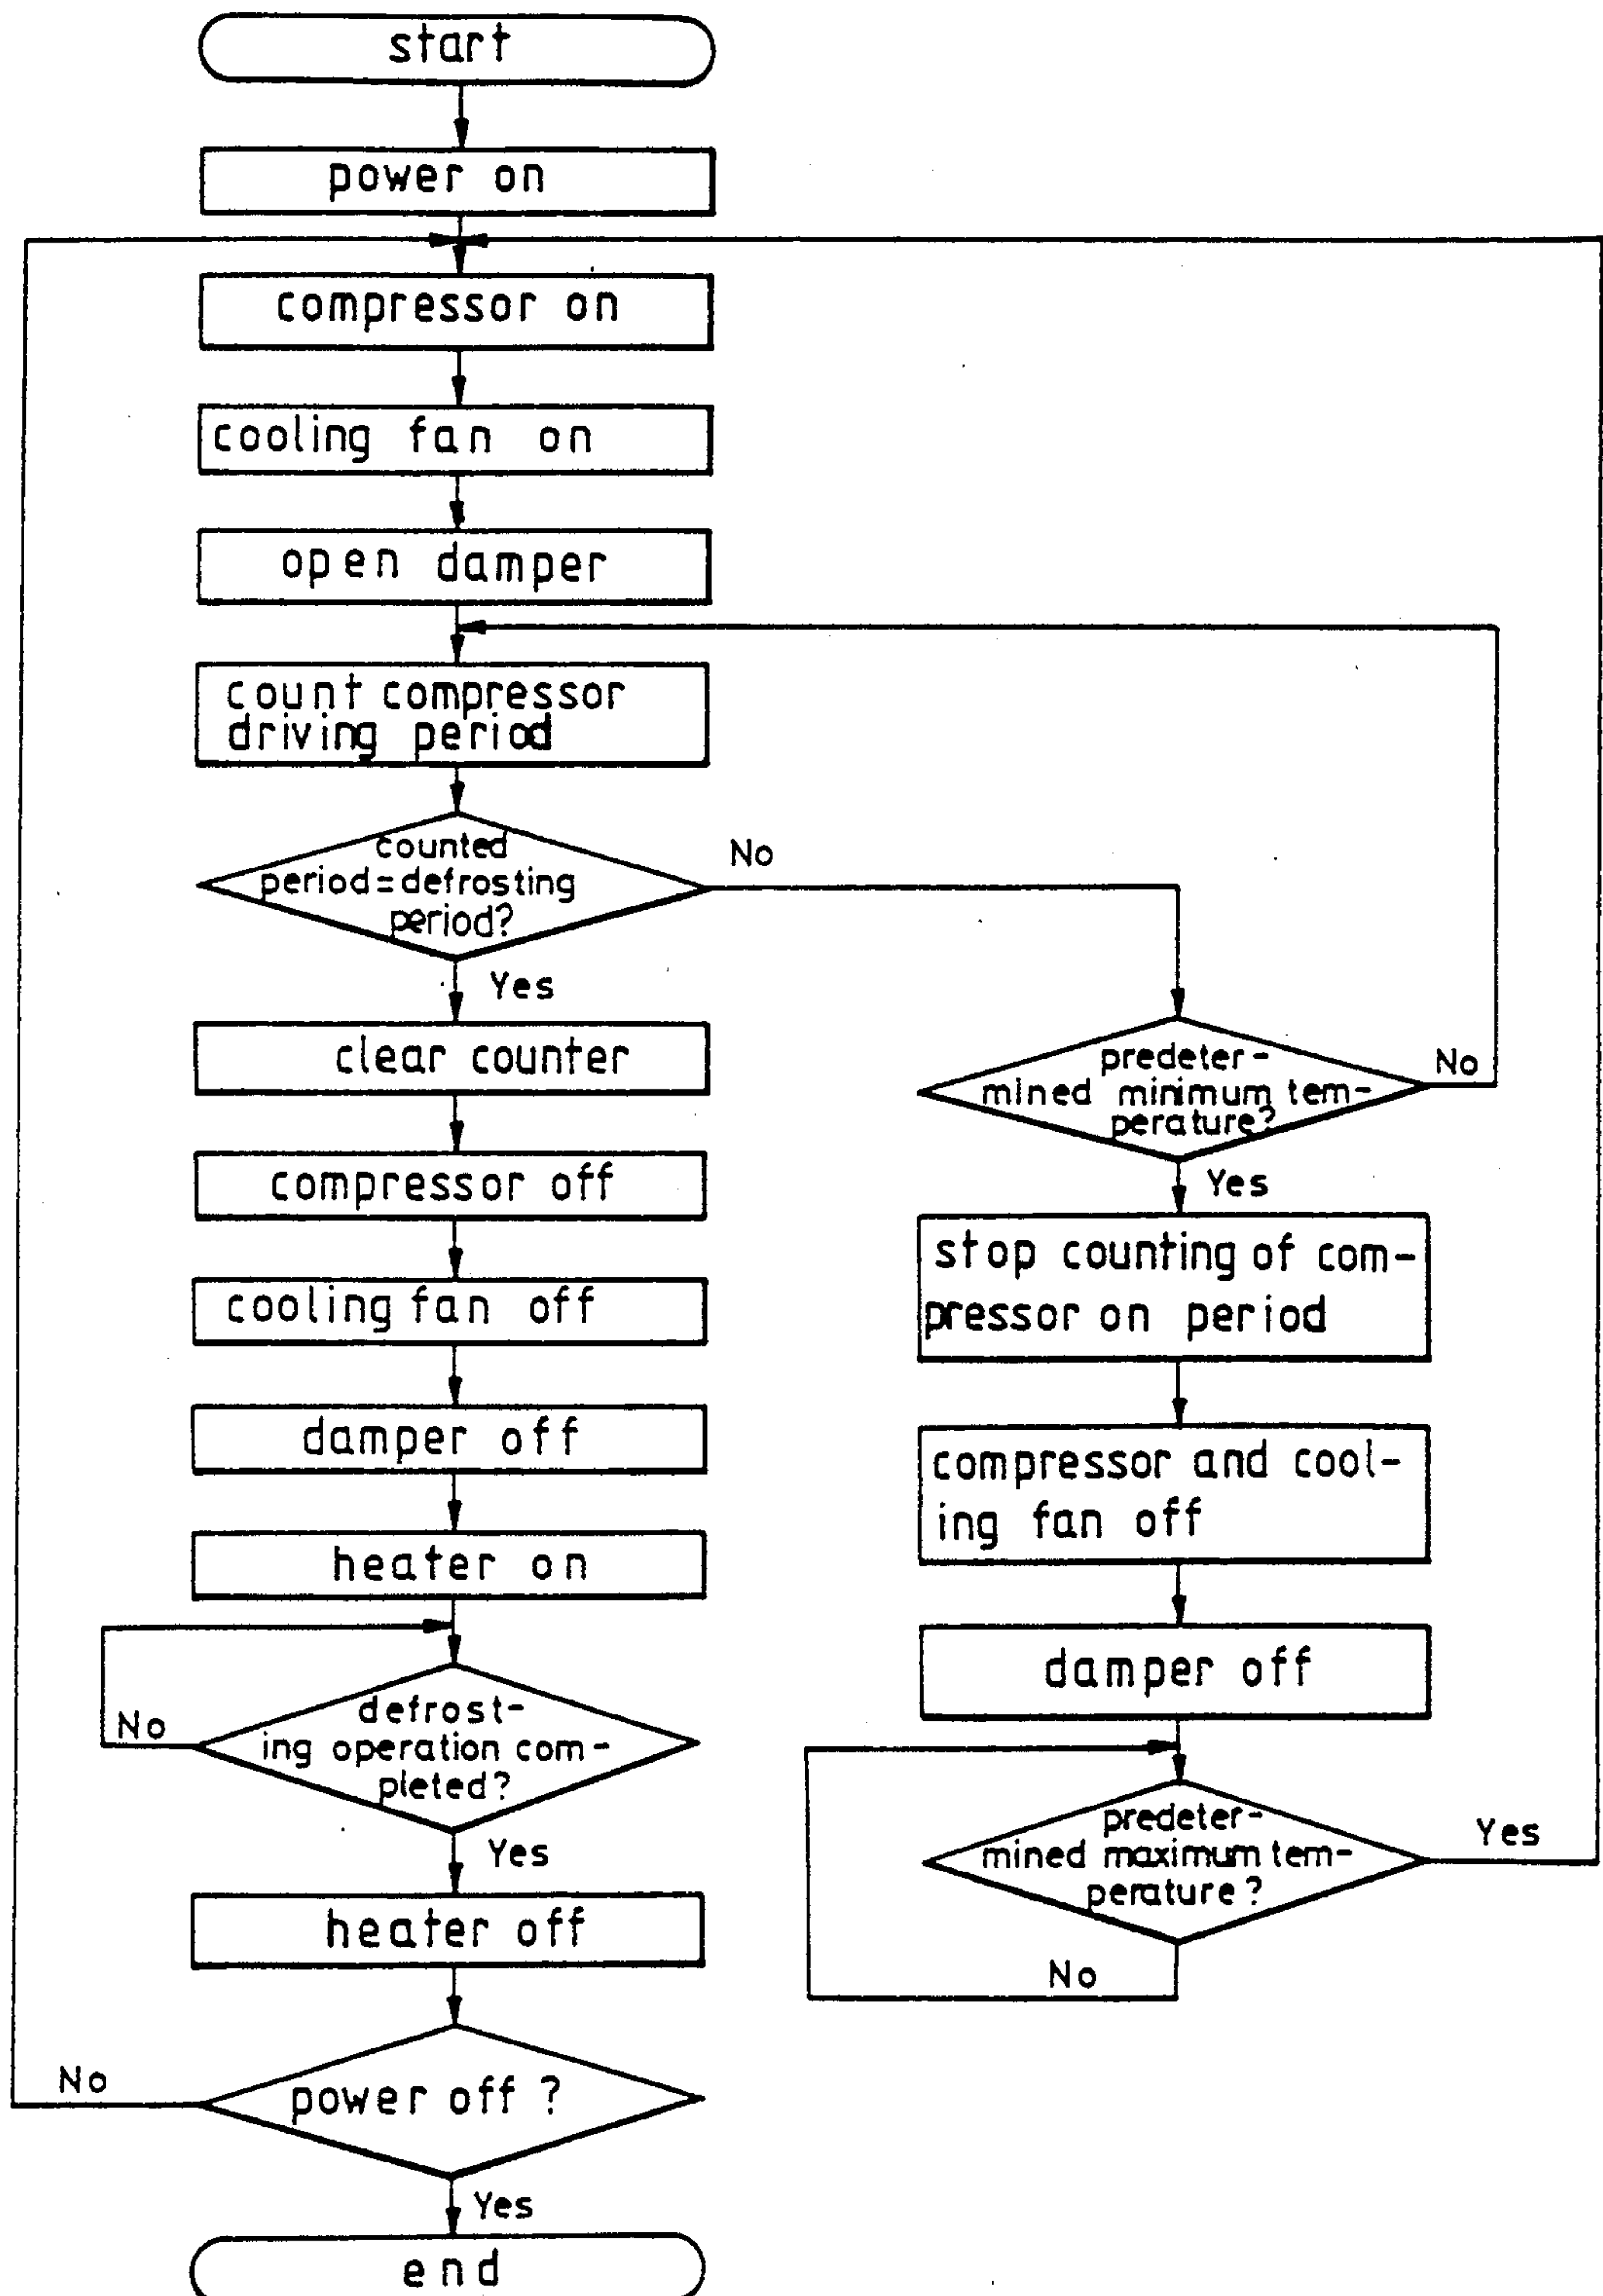 start
power on
compressor on
cooling fan on
open damper
count compressor
driving period
counted
period=defrosting
period?
No
Yes
clear counter
compressor off
cooling fan off
damper off
heater on
defrost-
ing operation com-
pleted?
No
Yes
heater off
power off ?
No
Yes
end
predeter-
mined minimum tem-
perature?
No
Yes
stop counting of com-
pressor on period
compressor and cool-
ing fan off
damper off
predeter-
mined maximum tem-
perature?
Yes
No